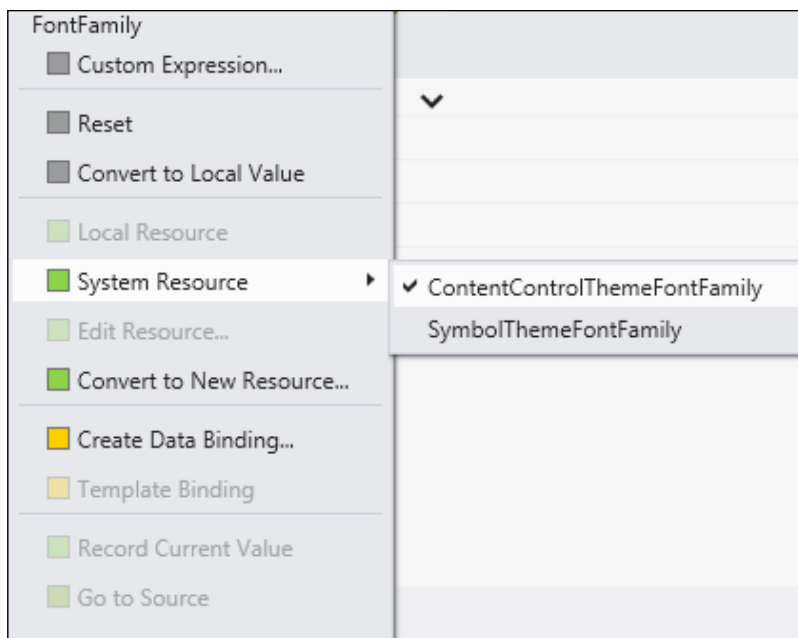 FontFamily
Custom Expression...
Reset
Convert to Local Value
Local Resource
System Resource
ContentControlThemeFontFamily
SymbolThemeFontFamily
Edit Resource...
Convert to New Resource...
Create Data Binding...
Template Binding
Record Current Value
Go to Source